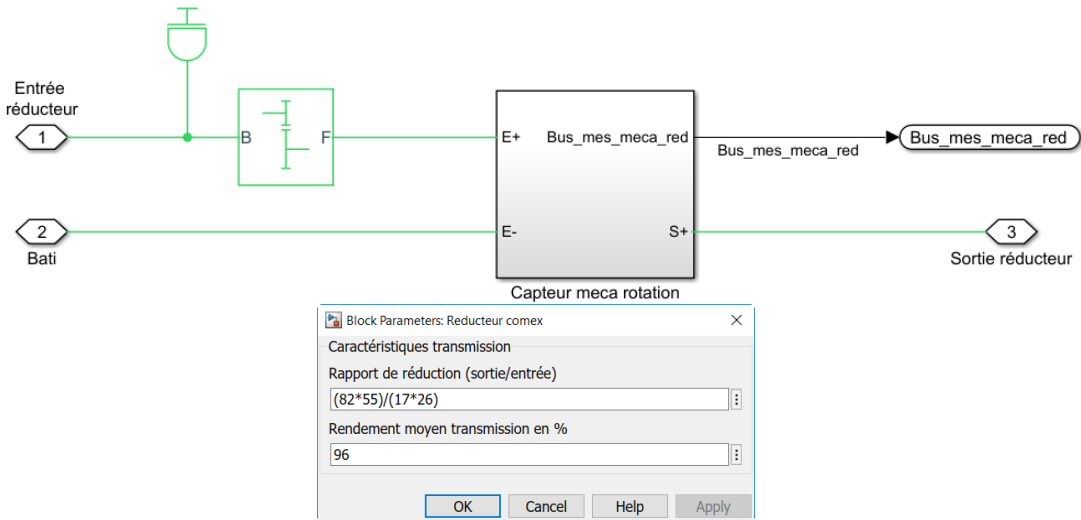 Entrée
réducteur
1
B
F
E+
Bus_mes_meca_red
Bus_mes_meca_red
Bus_mes_meca_red
2
Bati
E-
S+
3
Sortie réducteur
Capteur meca rotation
Block Parameters: Reducteur comex
Caractéristiques transmission
Rapport de réduction (sortie/entrée)
(82*55)/(17*26)
Rendement moyen transmission en %
96
OK
Cancel
Help
Apply